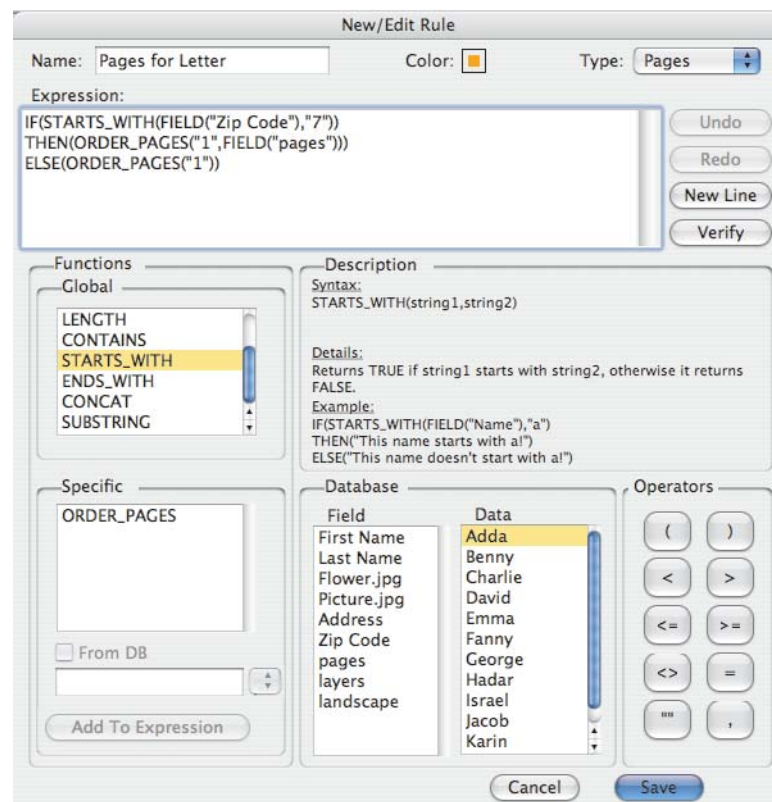 New/Edit Rule
Name: Pages for Letter Color: Type: Pages
Expression:
IF(STARTS_WITH(FIELD("Zip Code"),"7"))
THEN(ORDER_PAGES("1",FIELD("pages")))
ELSE(ORDER_PAGES("1"))
Undo
Redo
New Line
Verify
Functions
Global
LENGTH
CONTAINS
STARTS_WITH
ENDS_WITH
CONCAT
SUBSTRING
Description
Syntax:
STARTS_WITH(string1,string2)
Details:
Returns TRUE if string1 starts with string2, otherwise it returns
FALSE.
Example:
IF(STARTS_WITH(FIELD("Name"),"a")
THEN("This name starts with a!")
ELSE("This name doesn't start with a!")
Specific
ORDER_PAGES
From DB
Add To Expression
Database
Field
First Name
Last Name
Flower.jpg
Picture.jpg
Address
Zip Code
pages
layers
landscape
Data
Adda
Benny
Charlie
David
Emma
Fanny
George
Hadar
Israel
Jacob
Karin
Operators
( )
< >
<= >=
<> =
"" ,
Cancel Save